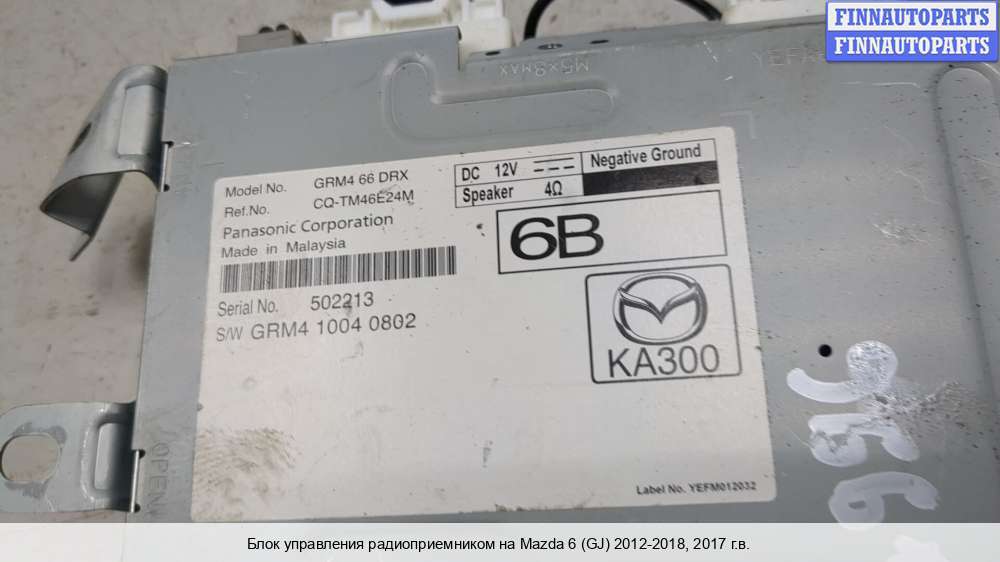 FINNAUTOPARTS
FINNAUTOPARTS
M5×8MAX
Model No. GRM4 66 DRX
Ref.No. CQ-TM46E24M
Panasonic Corporation
Made in Malaysia
DC 12V
Negative Ground
Speaker 4Ω
6B
Serial No. 502213
S/W GRM4 1004 0802
KA300
Label No. YEFM012032
OPEN
Блок управления радиоприемником на Mazda 6 (GJ) 2012-2018, 2017 г.в.